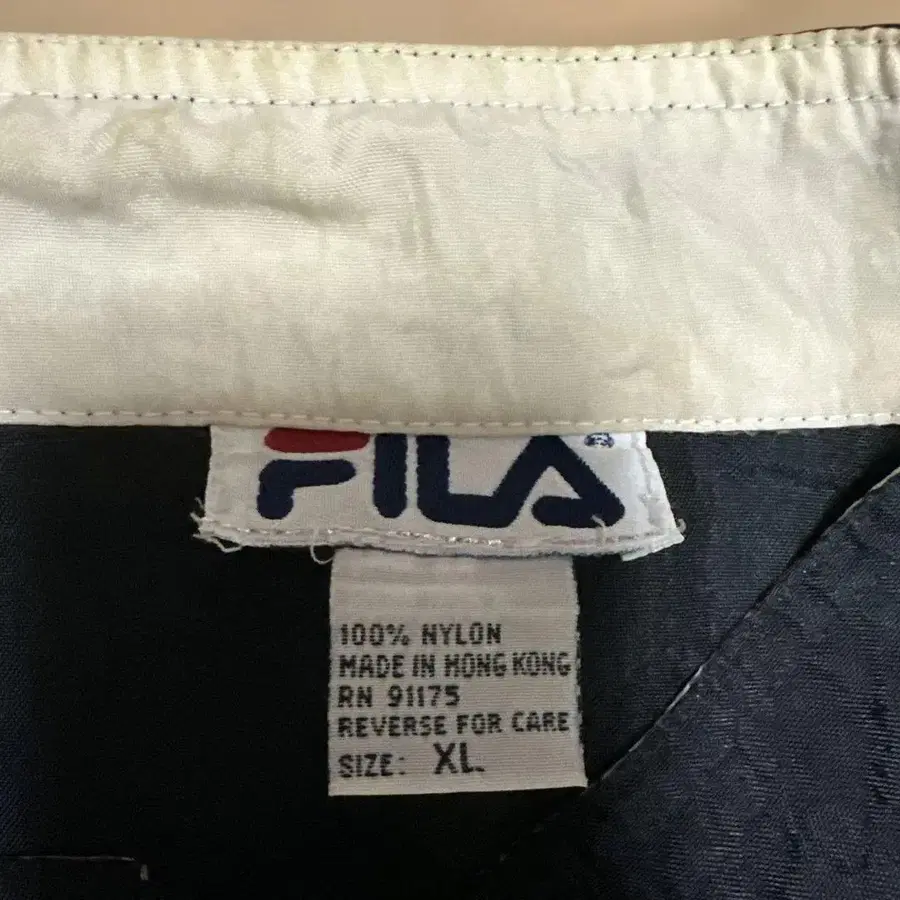 FILA
100% NYLON
MADE IN HONG KONG
RN 91175
REVERSE FOR CARE
SIZE: XL